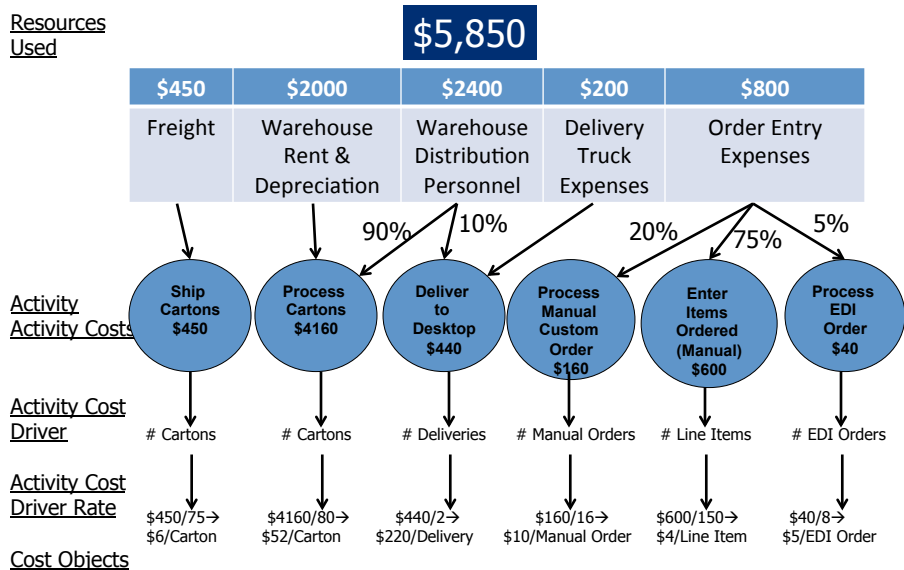 Resources
Used
$5,850
$450 $2000 $2400 $200 $800
Freight
Warehouse
Rent &
Depreciation
Warehouse
Distribution
Personnel
Delivery
Truck
Expenses
Order Entry
Expenses
90% 10% 20% 75% 5%
Activity
Activity Costs
Ship
Cartons
$450
Process
Cartons
$4160
Deliver
to
Desktop
$440
Process
Manual
Custom
Order
$160
Enter
Items
Ordered
(Manual)
$600
Process
EDI
Order
$40
Activity Cost
Driver
# Cartons # Cartons # Deliveries # Manual Orders # Line Items # EDI Orders
Activity Cost
Driver Rate
$450/75→
$6/Carton
$4160/80→
$52/Carton
$440/2→
$220/Delivery
$160/16→
$10/Manual Order
$600/150→
$4/Line Item
$40/8→
$5/EDI Order
Cost Objects